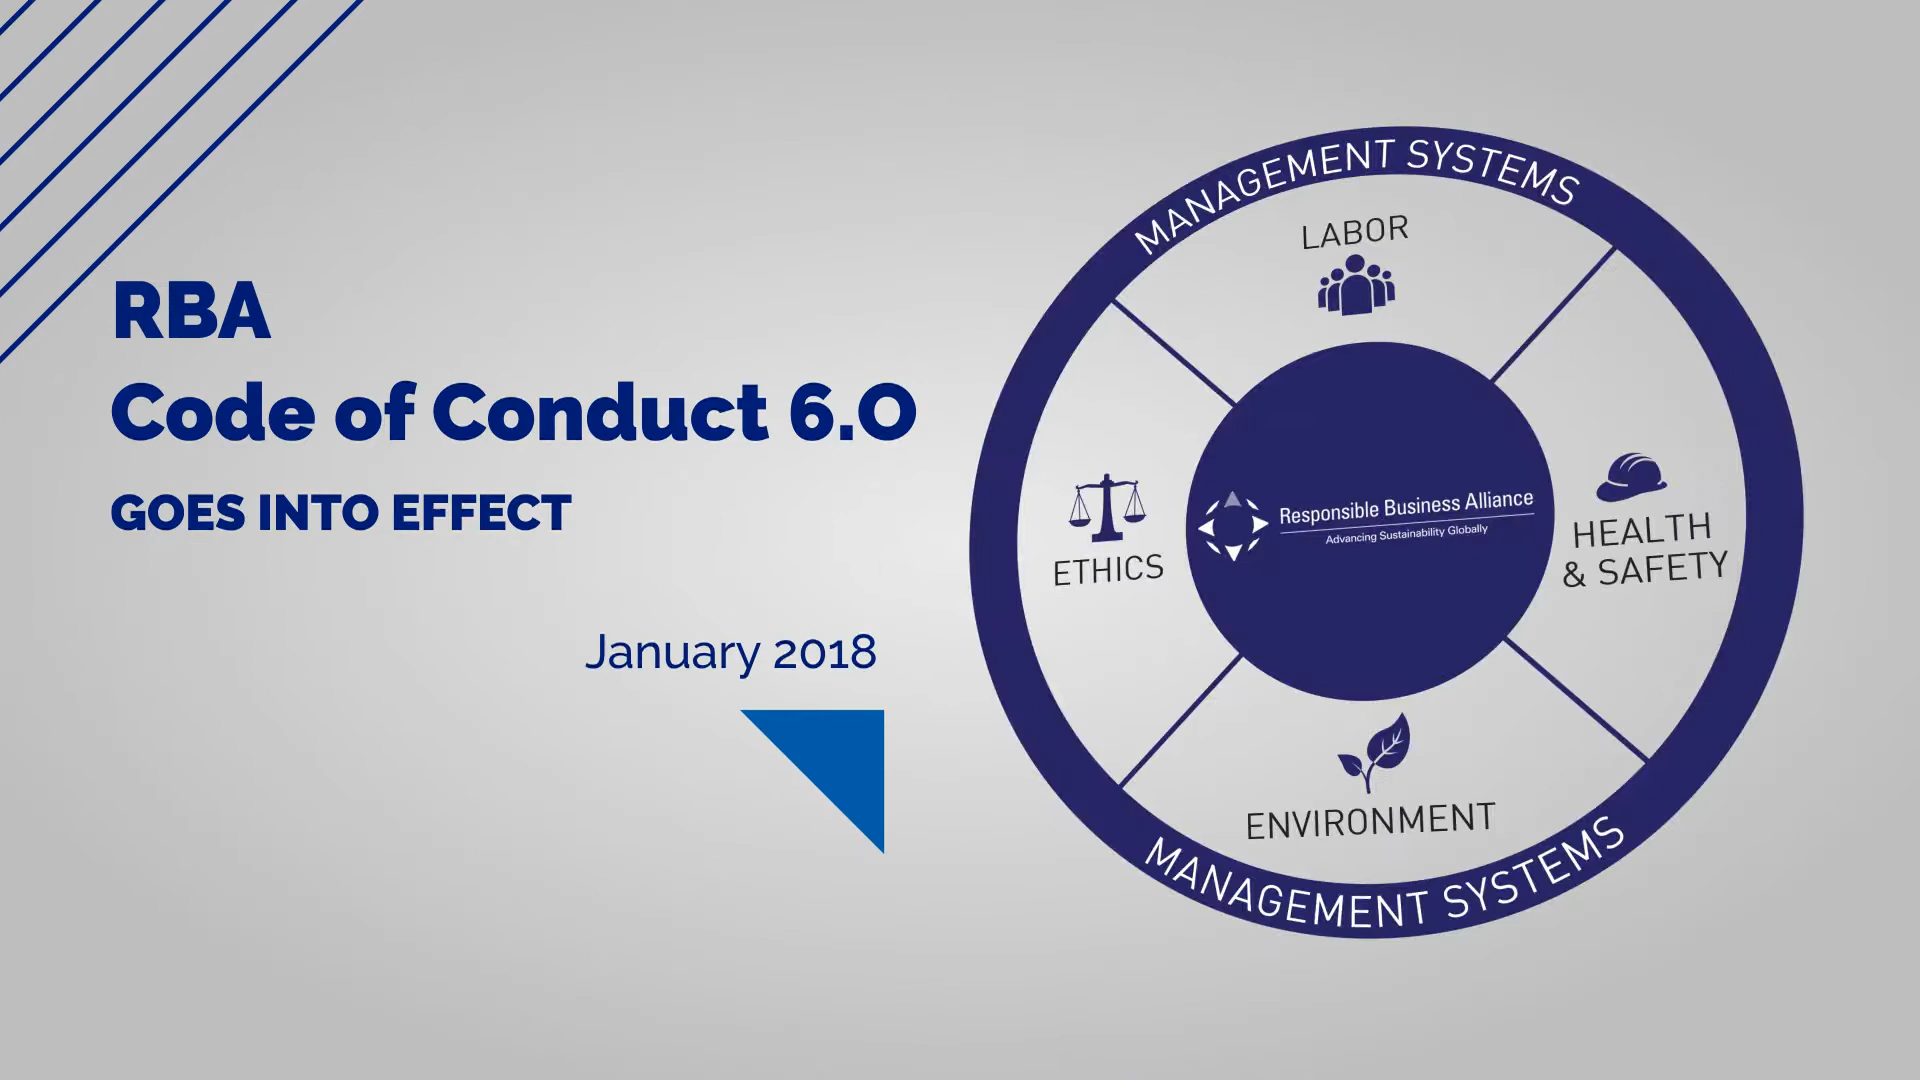 RBA
Code of Conduct 6.0
GOES INTO EFFECT
January 2018
MANAGEMENT SYSTEMS
LABOR
ETHICS
Responsible Business Alliance
Advancing Sustainability Globally
HEALTH
& SAFETY
ENVIRONMENT
MANAGEMENT SYSTEMS